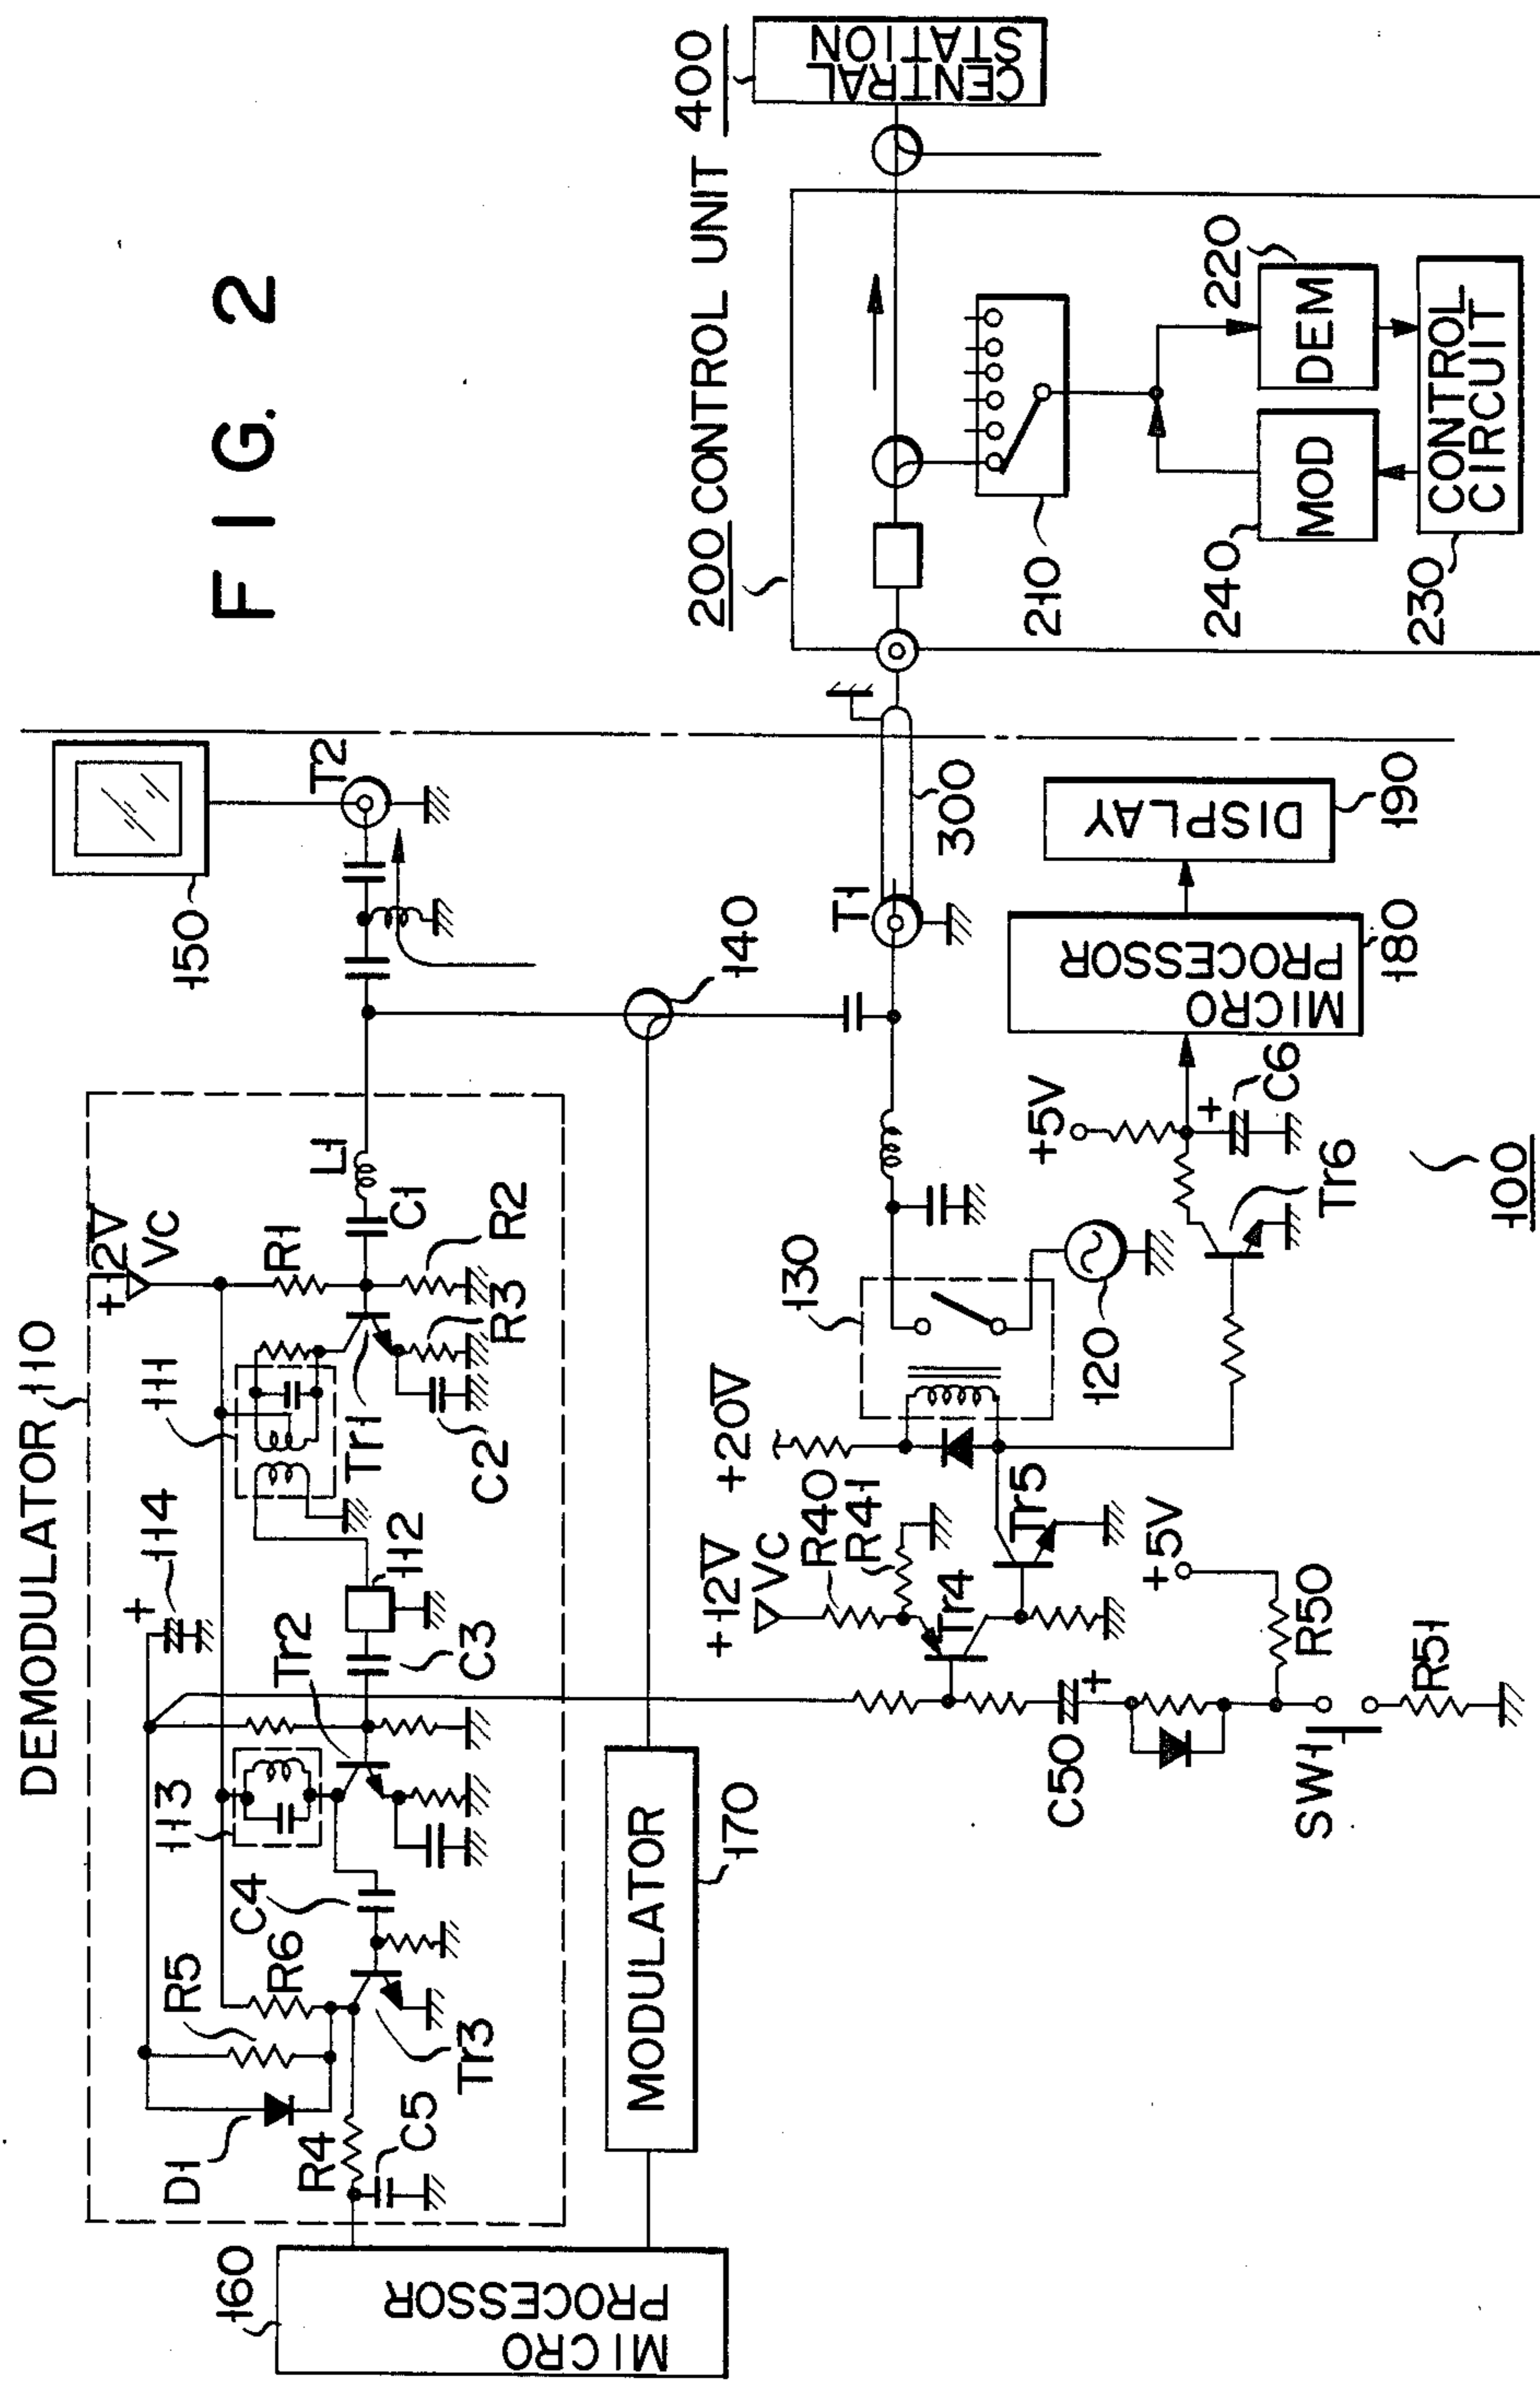 FIG. 2
DEMODULATOR 110
+12V
VC
114
111
R1
L1
T2
150
113
Tr2
Tr1
C1
R2
R3
C2
112
C3
C4
R6
R5
Tr3
D1
R4
C5
160
MICRO
PROCESSOR
MODULATOR
170
140
200 CONTROL UNIT
400
CENTRAL
STATION
210
220
DEM
240
MOD
230
CONTROL
CIRCUIT
T1
300
130
120
+20V
+12V
VC
R40
R41
Tr4
Tr5
+5V
R50
R51
SW1
C50
+
+5V
+
C6
Tr6
MICRO
PROCESSOR
180
DISPLAY
190
100
+